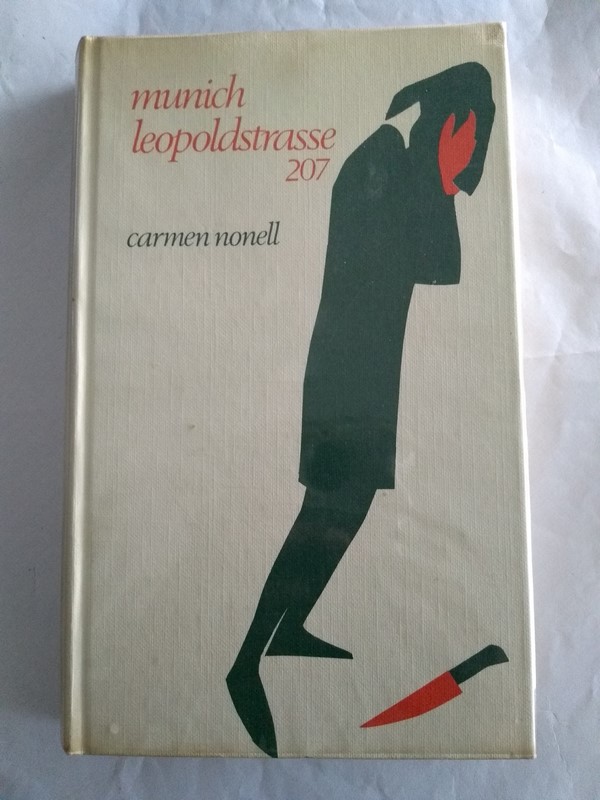 munich
leopoldstrasse
207
carmen nonell